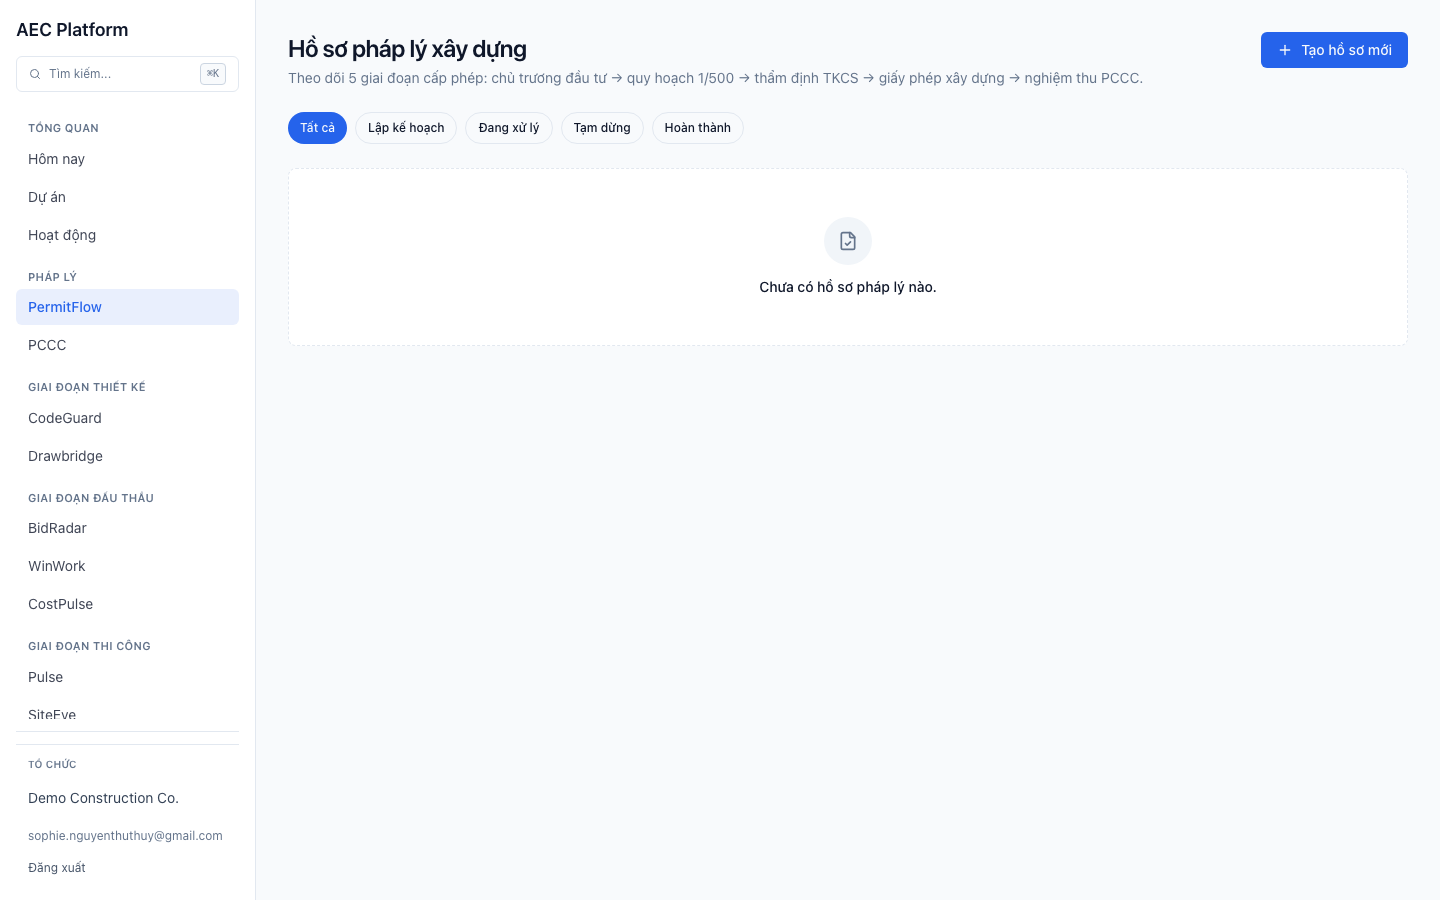 AEC Platform
Tìm kiếm...
⌘K
TỔNG QUAN
Hôm nay
Dự án
Hoạt động
PHÁP LÝ
PermitFlow
PCCC
GIAI ĐOẠN THIẾT KẾ
CodeGuard
Drawbridge
GIAI ĐOẠN ĐẤU THẦU
BidRadar
WinWork
CostPulse
GIAI ĐOẠN THI CÔNG
Pulse
SiteEye
TỔ CHỨC
Demo Construction Co.
sophie.nguyenthuthuy@gmail.com
Đăng xuất
Hồ sơ pháp lý xây dựng
Theo dõi 5 giai đoạn cấp phép: chủ trương đầu tư → quy hoạch 1/500 → thẩm định TKCS → giấy phép xây dựng → nghiệm thu PCCC.
Tạo hồ sơ mới
Tất cả
Lập kế hoạch
Đang xử lý
Tạm dừng
Hoàn thành
Chưa có hồ sơ pháp lý nào.